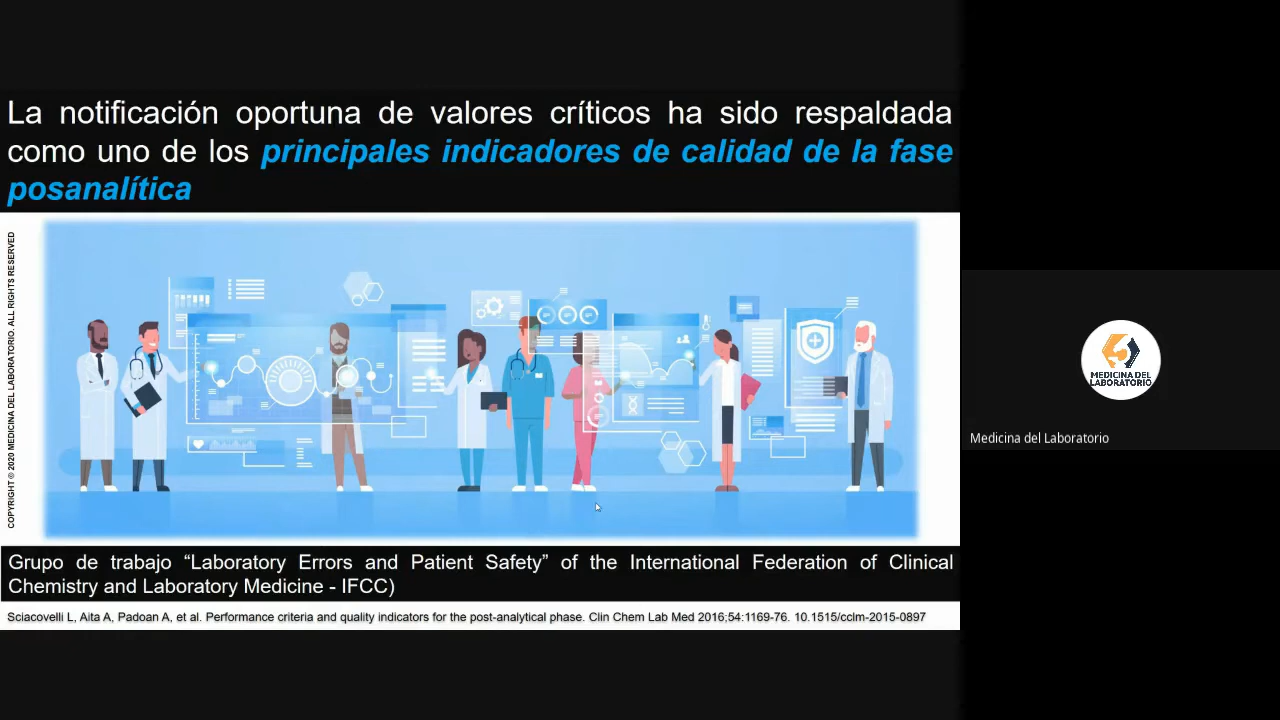 La notificación oportuna de valores críticos ha sido respaldada
como uno de los principales indicadores de calidad de la fase
posanalítica
COPYRIGHT © 2020 MEDICINA DEL LABORATORIO. ALL RIGHTS RESERVED
Grupo de trabajo “Laboratory Errors and Patient Safety” of the International Federation of Clinical
Chemistry and Laboratory Medicine - IFCC)
Sciacovelli L, Aita A, Padoan A, et al. Performance criteria and quality indicators for the post-analytical phase. Clin Chem Lab Med 2016;54:1169-76. 10.1515/cclm-2015-0897
MEDICINA DEL
LABORATORIO
Medicina del Laboratorio